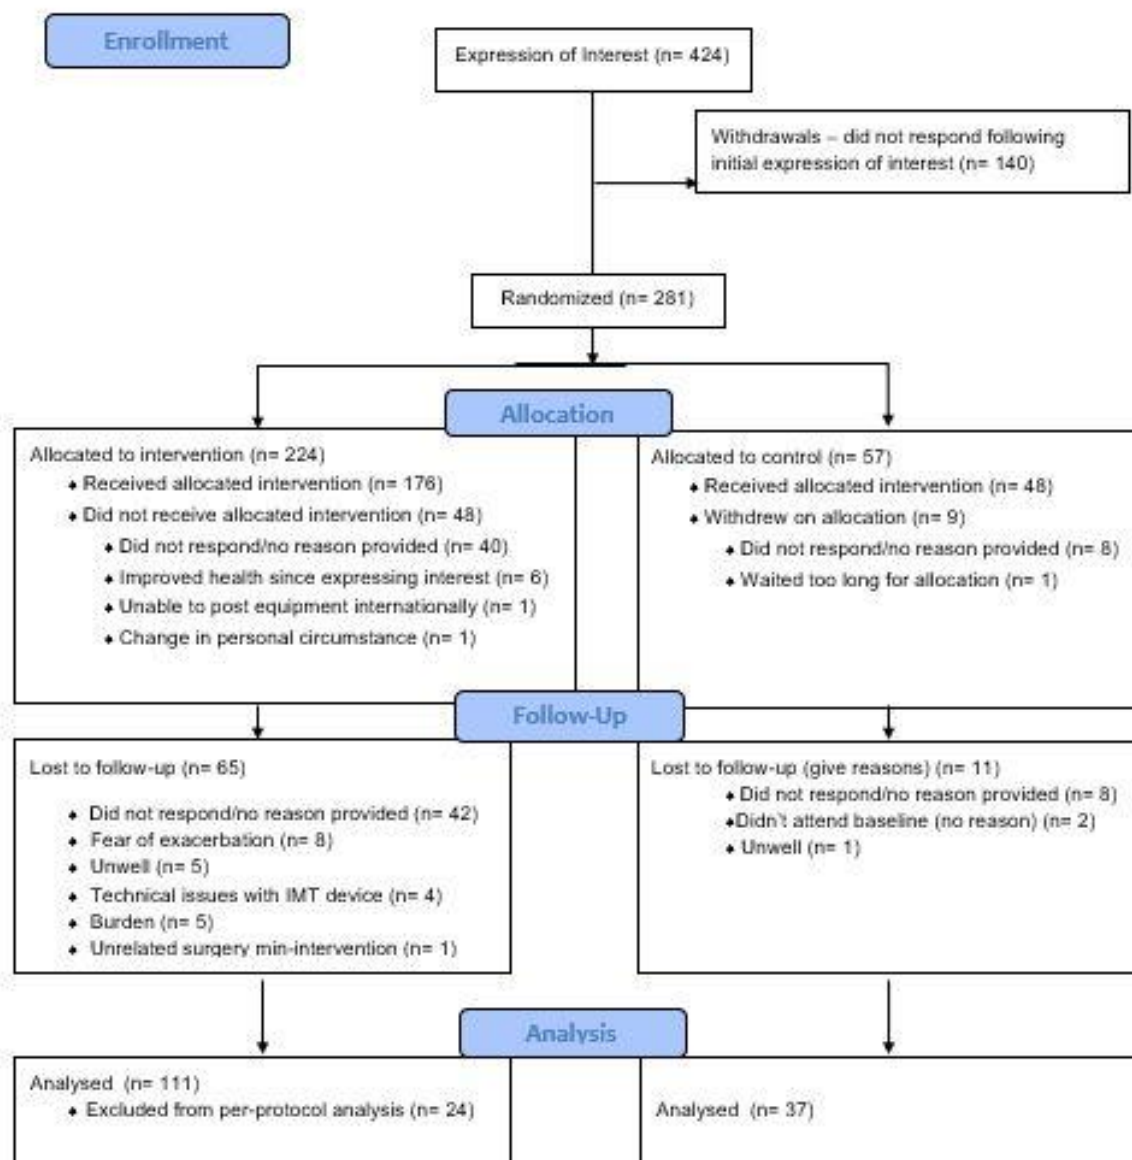 Enrollment
Expression of Interest (n= 424)
Withdrawals – did not respond following
initial expression of interest (n= 140)
Randomized (n= 281)
Allocation
Allocated to intervention (n= 224)
♦ Received allocated intervention (n= 176)
♦ Did not receive allocated intervention (n= 48)
♦ Did not respond/no reason provided (n= 40)
♦ Improved health since expressing interest (n= 6)
♦ Unable to post equipment internationally (n= 1)
♦ Change in personal circumstance (n= 1)
Allocated to control (n= 57)
♦ Received allocated intervention (n= 48)
♦ Withdrew on allocation (n= 9)
♦ Did not respond/no reason provided (n= 8)
♦ Waited too long for allocation (n= 1)
Follow-Up
Lost to follow-up (n= 65)
♦ Did not respond/no reason provided (n= 42)
♦ Fear of exacerbation (n= 8)
♦ Unwell (n= 5)
♦ Technical issues with IMT device (n= 4)
♦ Burden (n= 5)
♦ Unrelated surgery min-intervention (n= 1)
Lost to follow-up (give reasons) (n= 11)
♦ Did not respond/no reason provided (n= 8)
♦Didn't attend baseline (no reason) (n= 2)
♦ Unwell (n= 1)
Analysis
Analysed (n= 111)
♦ Excluded from per-protocol analysis (n= 24)
Analysed (n= 37)